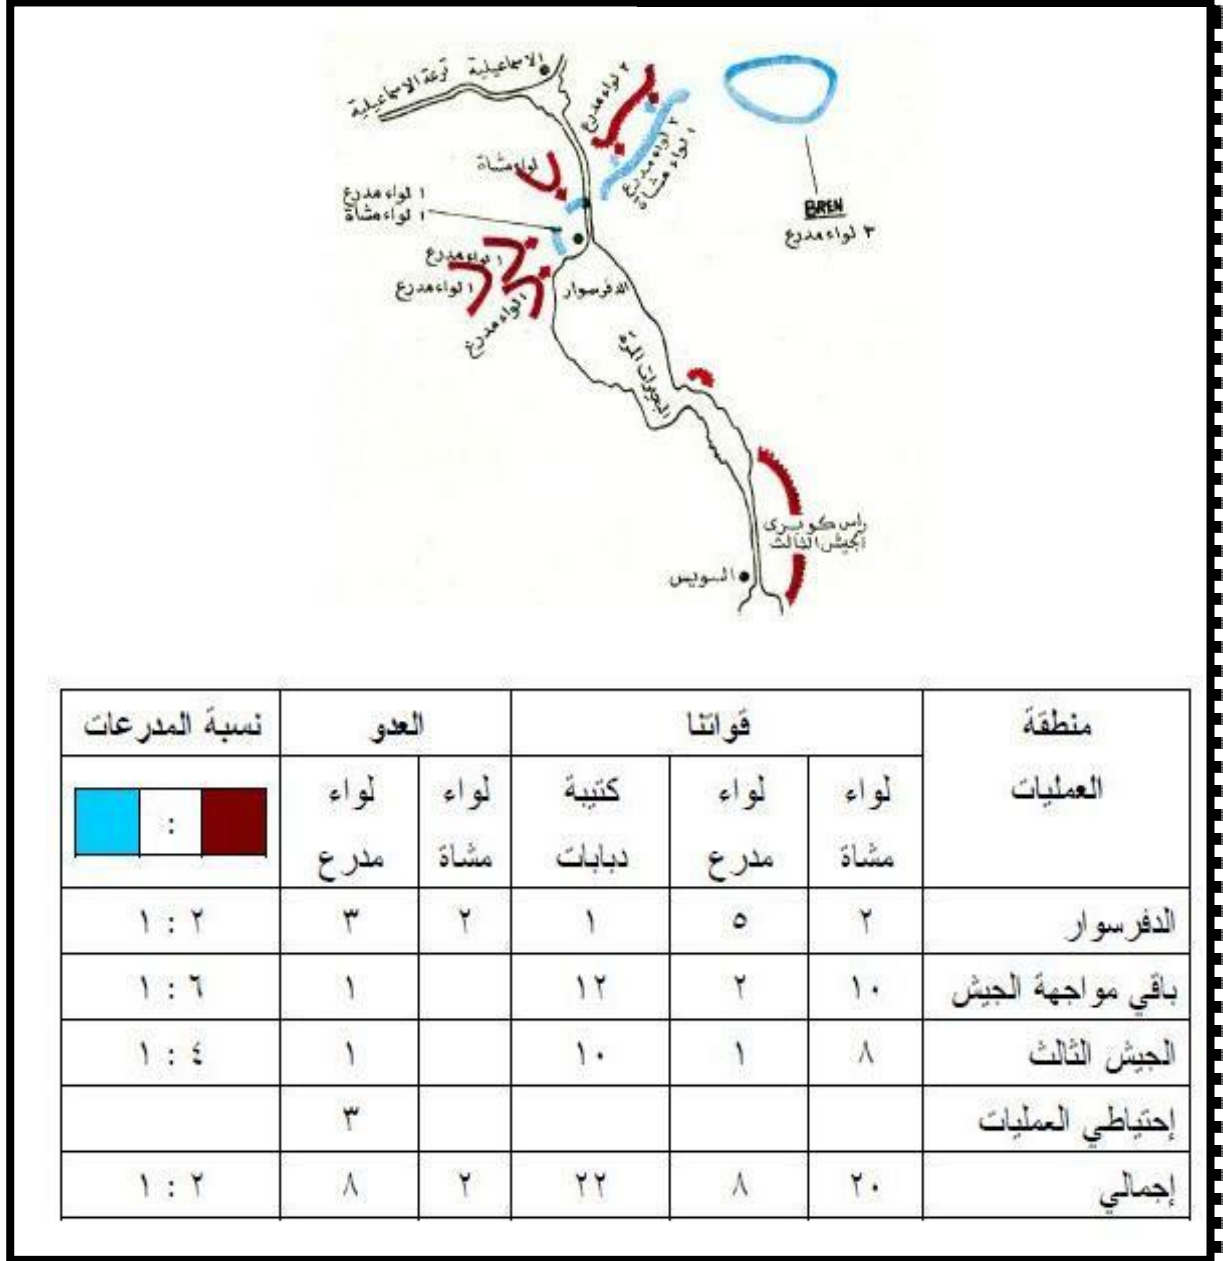 الاسماعيلية
ترعة الاسماعيلية
٢ لواء مدرع
٢ لواء مدرع
١ لواء مشاة
BREN
٣ لواء مدرع
لواء مشاة
١ لواء مدرع
١ لواء مشاة
١ لواء مدرع
١ لواء مدرع
١ لواء مدرع
الدفرسوار
البحيرات المرة
راس كوبرى
الجيش الثالث
السويس
منطقة العمليات | قواتنا | العدو | نسبة المدرعات
لواء مشاة | لواء مدرع | كتيبة دبابات | لواء مشاة | لواء مدرع | :
الدفرسوار | ٢ | ٥ | ١ | ٢ | ٣ | ٢ : ١
باقي مواجهة الجيش | ١٠ | ٢ | ١٢ | | ١ | ٦ : ١
الجيش الثالث | ٨ | ١ | ١٠ | | ١ | ٤ : ١
إحتياطي العمليات | | | | | ٣ |
إجمالي | ٢٠ | ٨ | ٢٢ | ٢ | ٨ | ٢ : ١